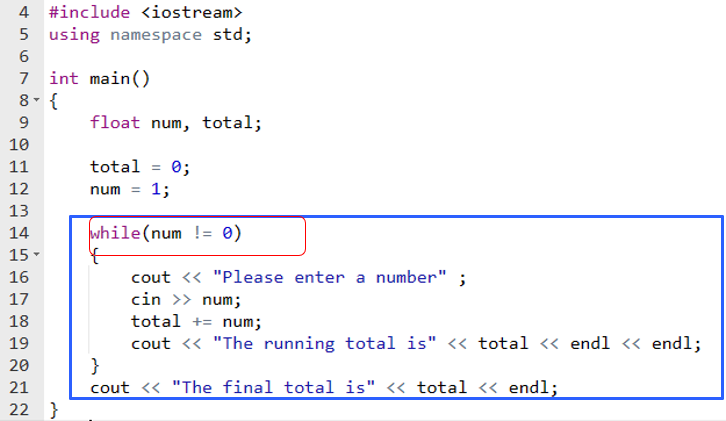 4 #include <iostream>
5 using namespace std;
6
7 int main()
8 {
9     float num, total;
10
11     total = 0;
12     num = 1;
13
14     while(num != 0)
15     {
16         cout << "Please enter a number" ;
17         cin >> num;
18         total += num;
19         cout << "The running total is" << total << endl << endl;
20     }
21     cout << "The final total is" << total << endl;
22 }